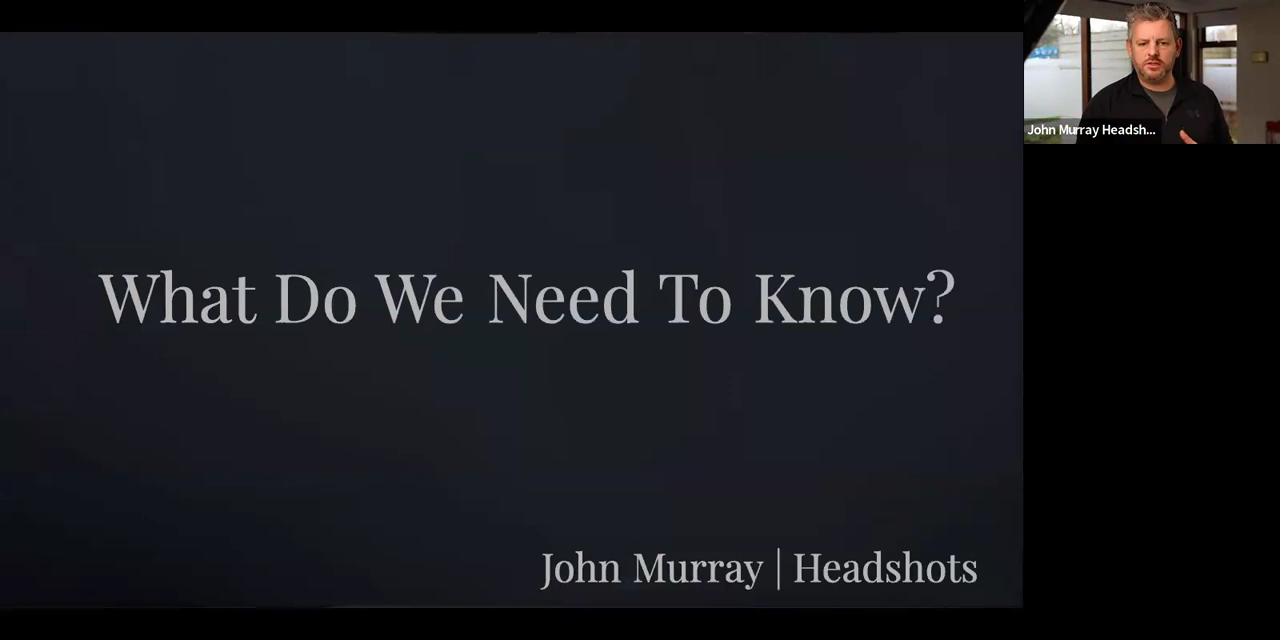 What Do We Need To Know?
John Murray | Headshots
John Murray Headsh...